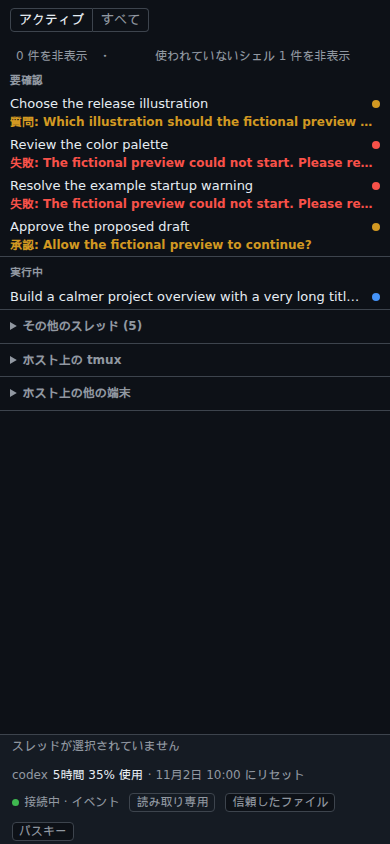 アクティブ すべて
0 件を非表示 · 使われていないシェル 1 件を非表示
要確認
Choose the release illustration
質問: Which illustration should the fictional preview …
Review the color palette
失敗: The fictional preview could not start. Please re…
Resolve the example startup warning
失敗: The fictional preview could not start. Please re…
Approve the proposed draft
承認: Allow the fictional preview to continue?
実行中
Build a calmer project overview with a very long titl…
▶ その他のスレッド (5)
▶ ホスト上の tmux
▶ ホスト上の他の端末
スレッドが選択されていません
codex 5時間 35% 使用 · 11月2日 10:00 にリセット
接続中 · イベント 読み取り専用 信頼したファイル
パスキー